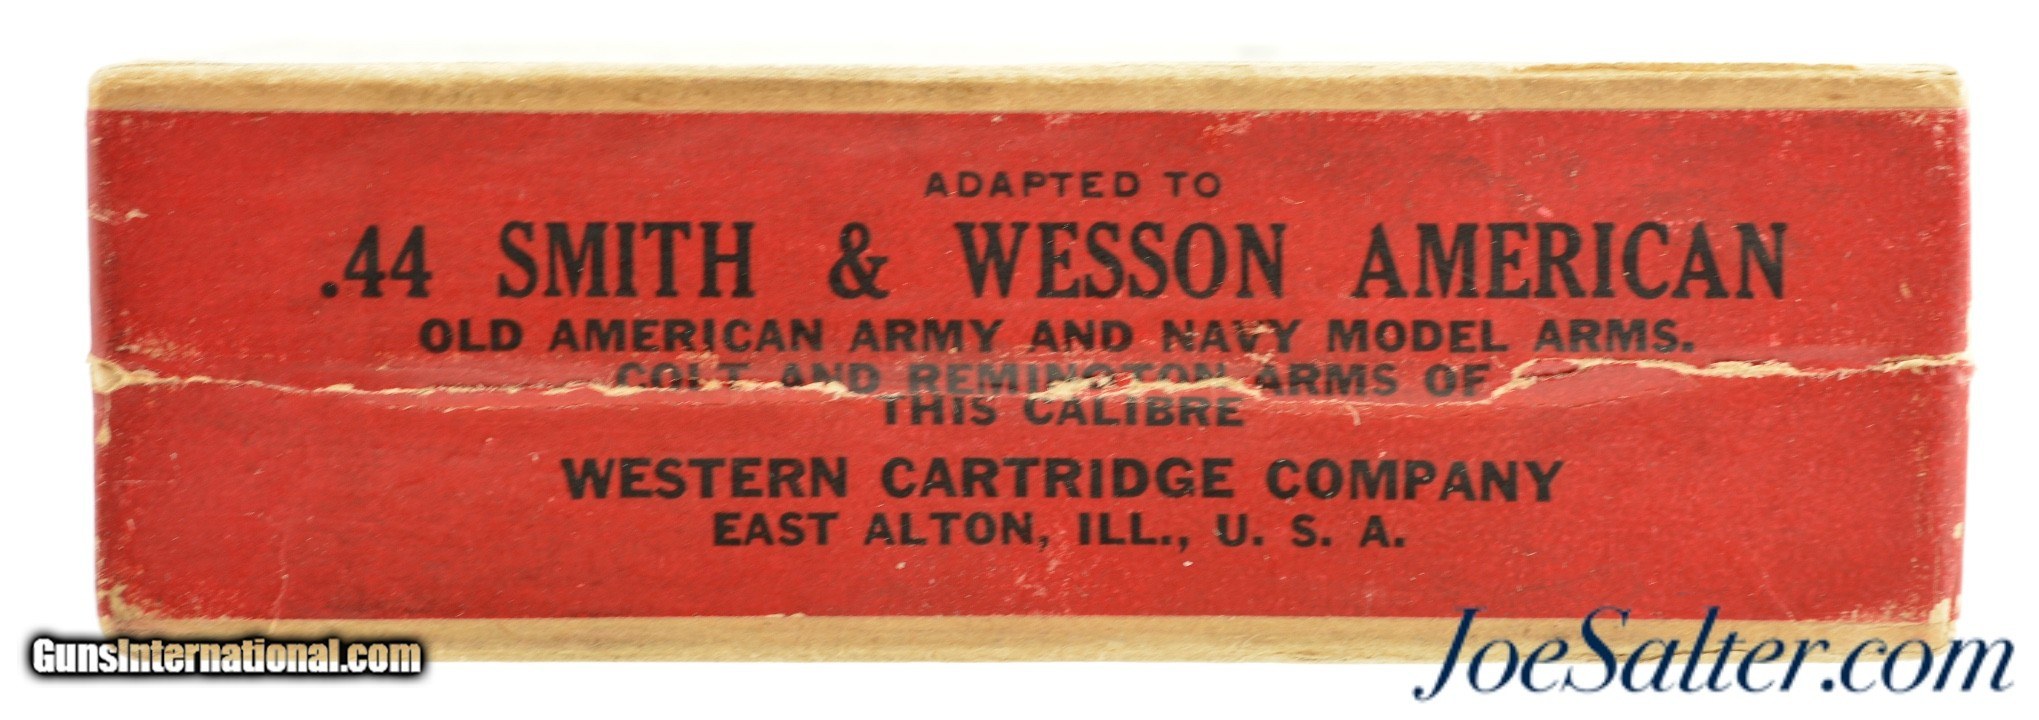 ADAPTED TO
.44 SMITH & WESSON AMERICAN
OLD AMERICAN ARMY AND NAVY MODEL ARMS.
COLT AND REMINGTON ARMS OF
THIS CALIBRE
WESTERN CARTRIDGE COMPANY
EAST ALTON, ILL., U. S. A.
GunsInternational.com
JoeSalter.com